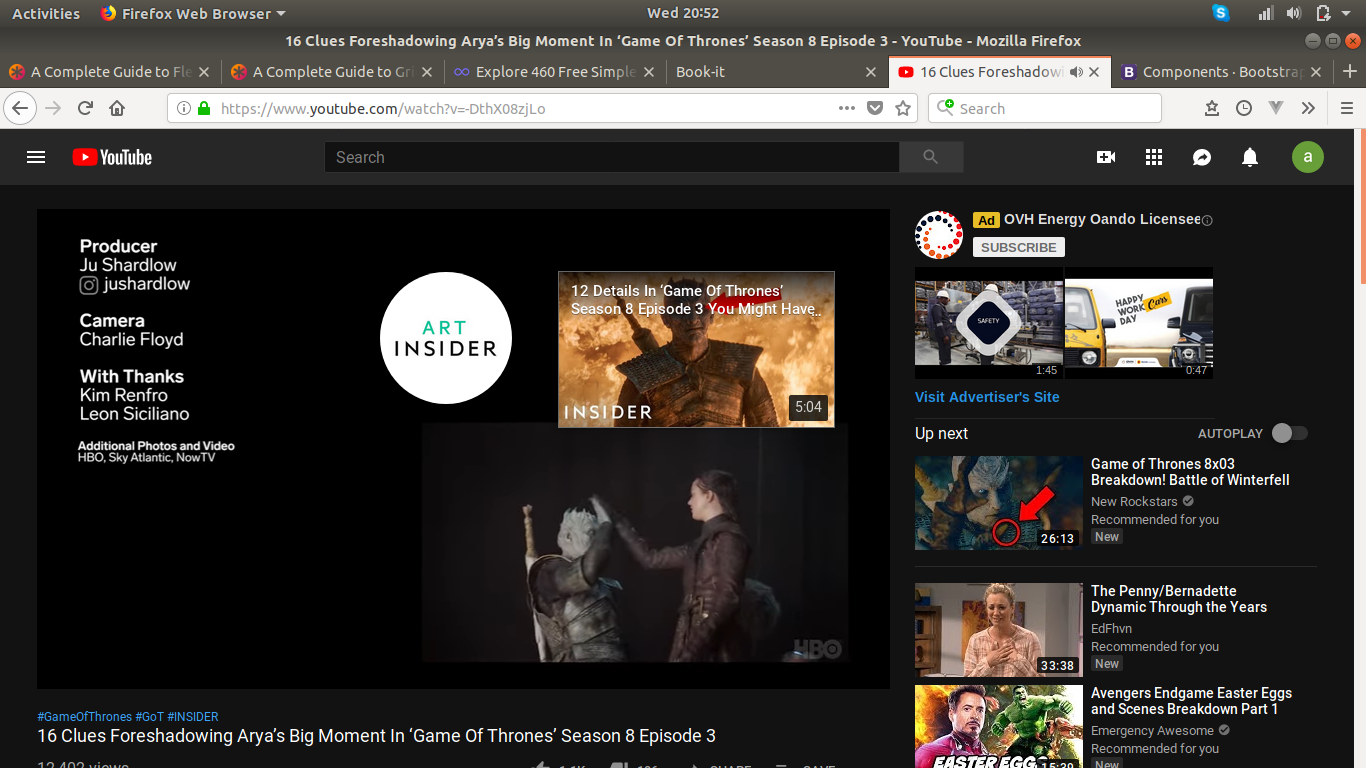 Activities
Firefox Web Browser
Wed 20:52
16 Clues Foreshadowing Arya's Big Moment In 'Game Of Thrones' Season 8 Episode 3 - YouTube - Mozilla Firefox
A Complete Guide to Fle
A Complete Guide to Gri
Explore 460 Free Simple
Book-it
16 Clues Foreshadowi
B Components · Bootstrap
https://www.youtube.com/watch?v=-DthX08zjLo
Search
YouTube
Search
a
Producer
Ju Shardlow
jushardlow
Camera
Charlie Floyd
With Thanks
Kim Renfro
Leon Siciliano
Additional Photos and Video
HBO, Sky Atlantic, NowTV
ART
INSIDER
12 Details In 'Game Of Thrones'
Season 8 Episode 3 You Might Have..
INSIDER
5:04
HBO
#GameOfThrones #GoT #INSIDER
16 Clues Foreshadowing Arya's Big Moment In 'Game Of Thrones' Season 8 Episode 3
12,402 views
SHARE
SAVE
Ad OVH Energy Oando Licensee
SUBSCRIBE
SAFETY
1:45
HAPPY
WORK
DAY
Cars
0:47
Visit Advertiser's Site
Up next
AUTOPLAY
Game of Thrones 8x03
Breakdown! Battle of Winterfell
New Rockstars
Recommended for you
New
26:13
The Penny/Bernadette
Dynamic Through the Years
EdFhvn
Recommended for you
New
33:38
Avengers Endgame Easter Eggs
and Scenes Breakdown Part 1
Emergency Awesome
Recommended for you
New
EASTER EGG
15:39